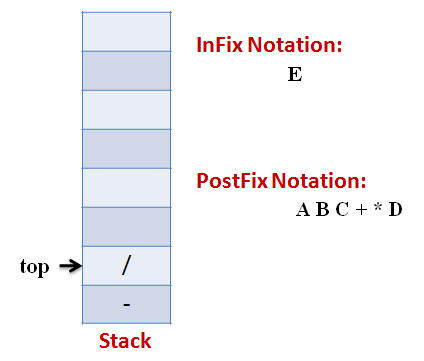 InFix Notation:
E
PostFix Notation:
A B C + * D
top
/
-
Stack